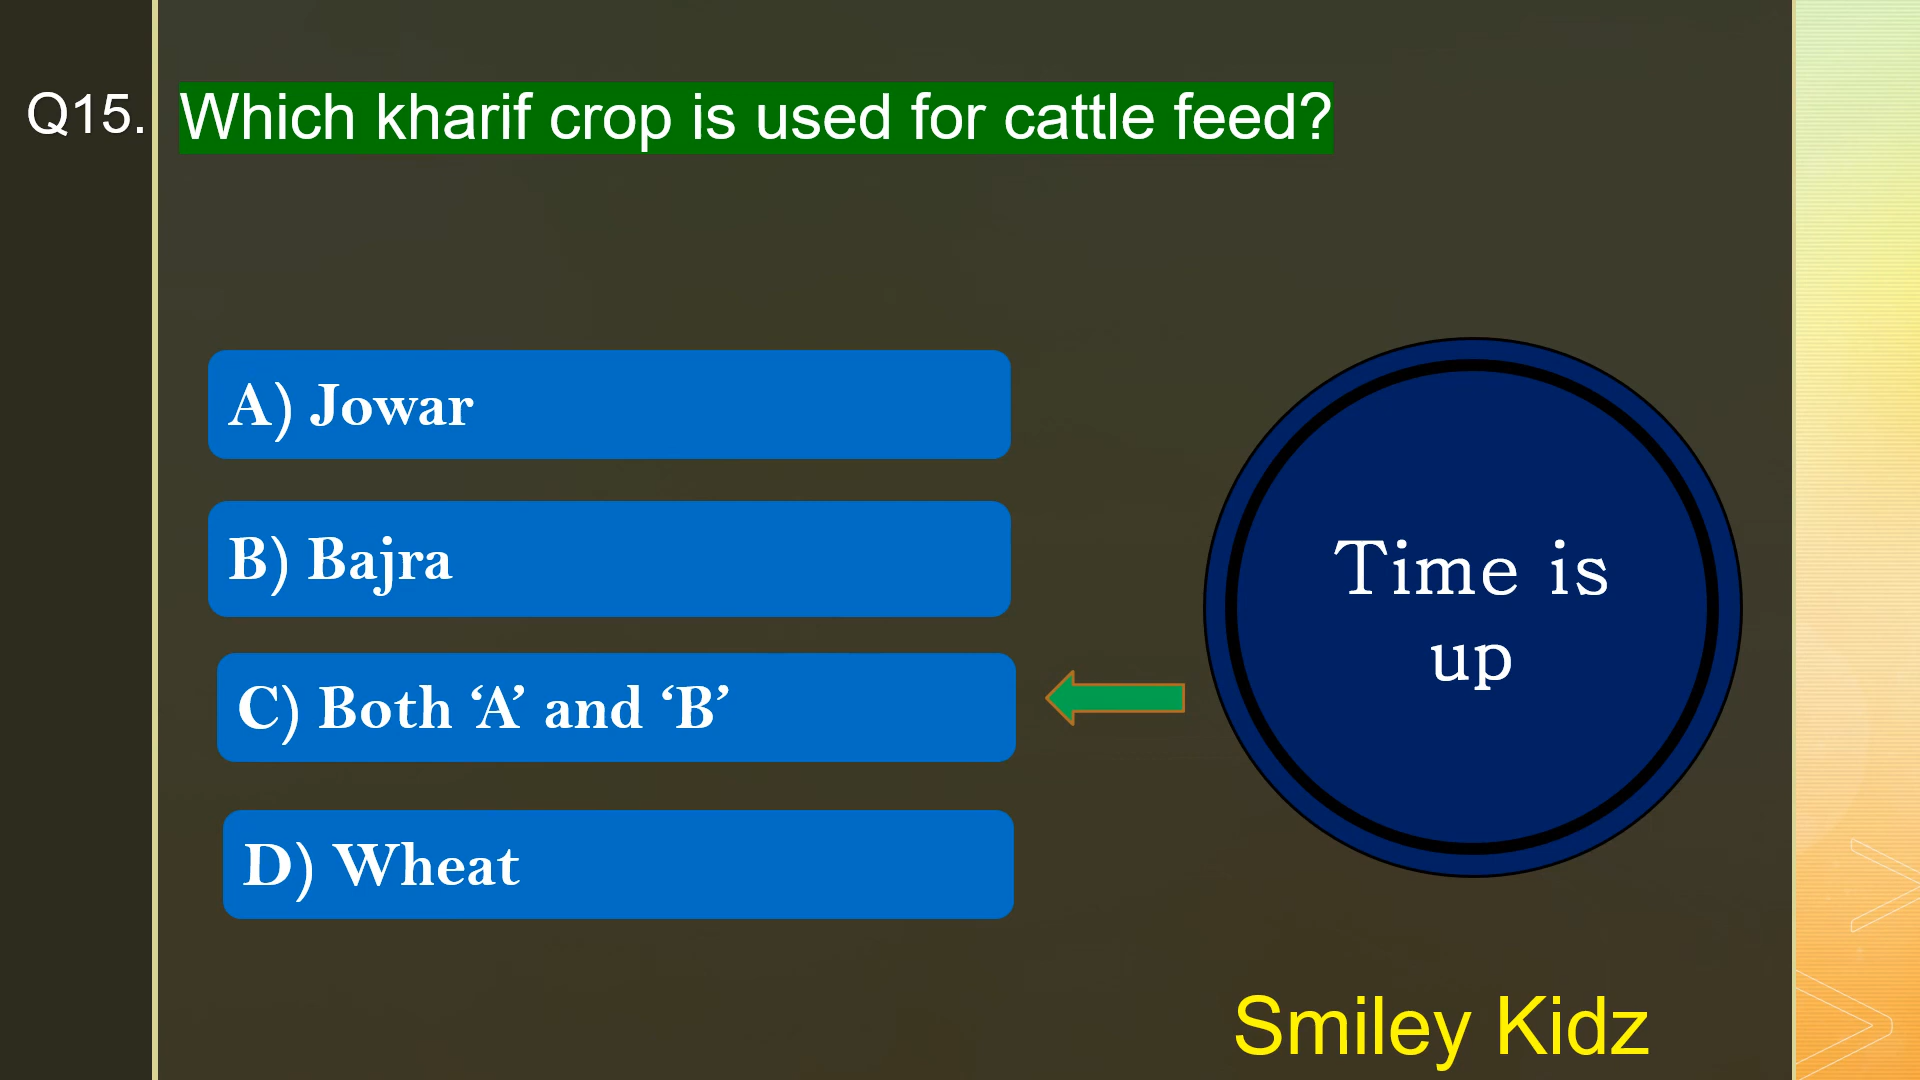 Q15. Which kharif crop is used for cattle feed?
A) Jowar
B) Bajra
C) Both ‘A’ and ‘B’
D) Wheat
Time is
up
Smiley Kidz